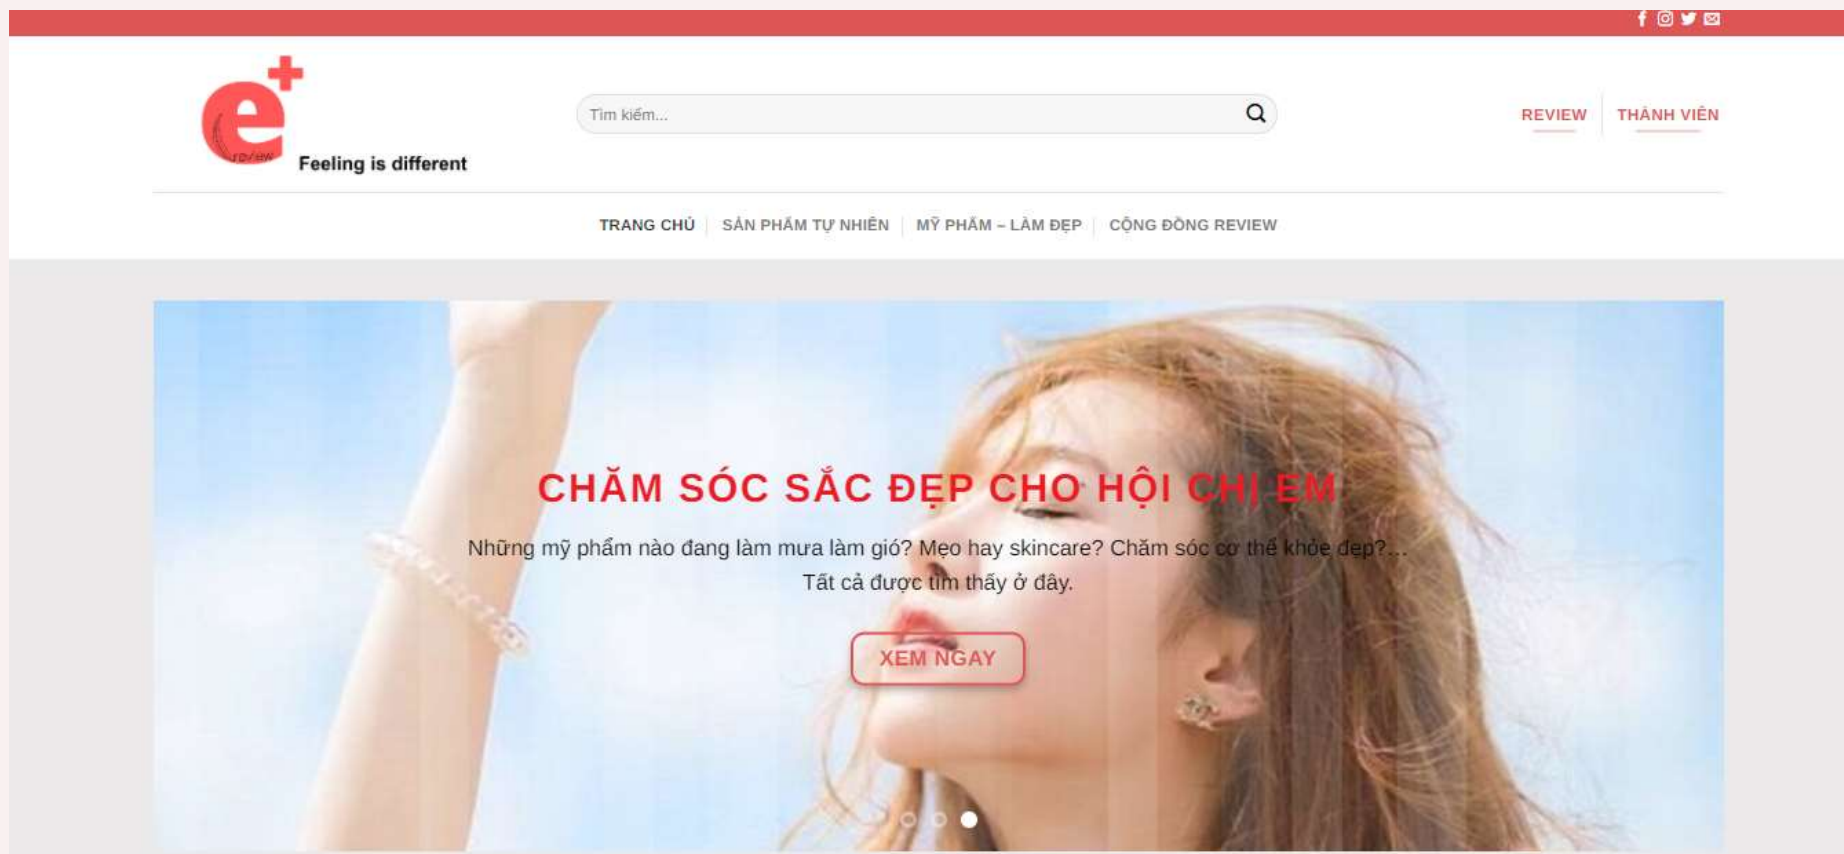 e+
review
Feeling is different
Tìm kiếm...
REVIEW
THÀNH VIÊN
TRANG CHỦ
SẢN PHẨM TỰ NHIÊN
MỸ PHẨM – LÀM ĐẸP
CỘNG ĐỒNG REVIEW
CHĂM SÓC SẮC ĐẸP CHO HỘI CHỊ EM
Những mỹ phẩm nào đang làm mưa làm gió? Mẹo hay skincare? Chăm sóc cơ thể khỏe đẹp?...
Tất cả được tìm thấy ở đây.
XEM NGAY